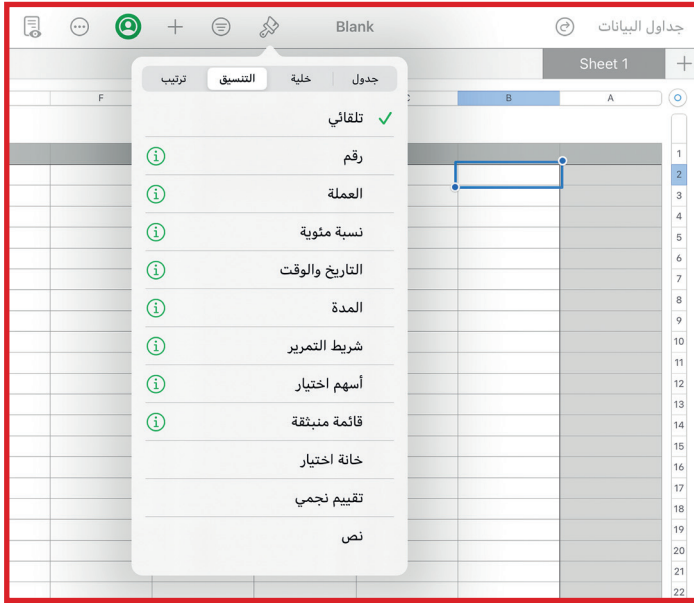 جداول البيانات Blank
Sheet 1
جدول خلية التنسيق ترتيب
A B C F
تلقائي
رقم
العملة
نسبة مئوية
التاريخ والوقت
المدة
شريط التمرير
أسهم اختيار
قائمة منبثقة
خانة اختيار
تقييم نجمي
نص
1
2
3
4
5
6
7
8
9
10
11
12
13
14
15
16
17
18
19
20
21
22